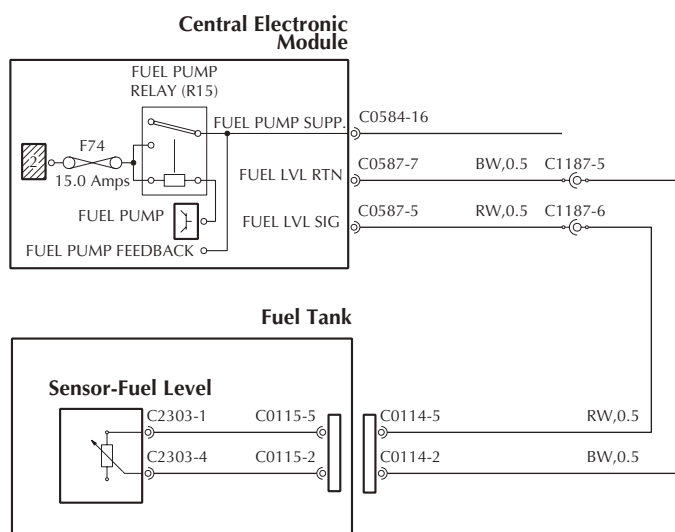 Central Electronic
Module
FUEL PUMP
RELAY (R15)
FUEL PUMP SUPP.
C0584-16
F74
2
15.0 Amps
FUEL LVL RTN
C0587-7
BW,0.5
C1187-5
FUEL PUMP
FUEL LVL SIG
C0587-5
RW,0.5
C1187-6
FUEL PUMP FEEDBACK
Fuel Tank
Sensor-Fuel Level
C2303-1
C0115-5
C0114-5
RW,0.5
C2303-4
C0115-2
C0114-2
BW,0.5